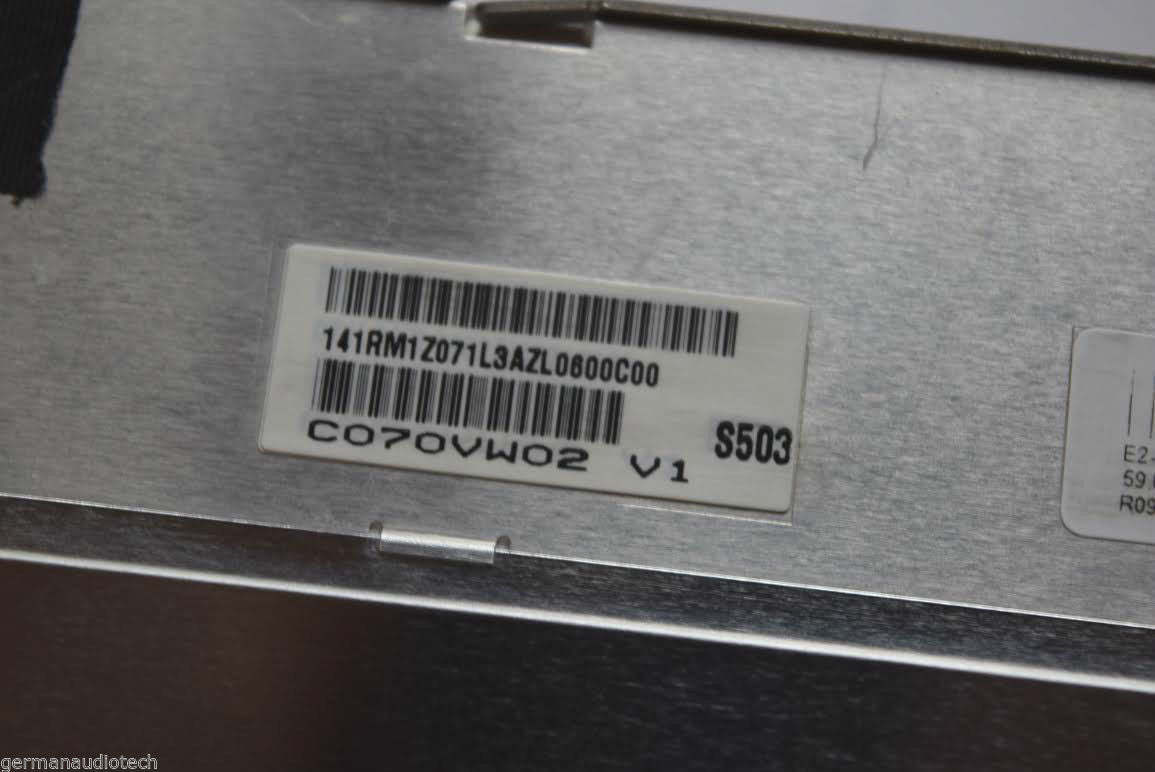 141RM1Z071L3AZL0600C00
C070VW02 V1
S503
E2-
59
R09
germanaudiotech